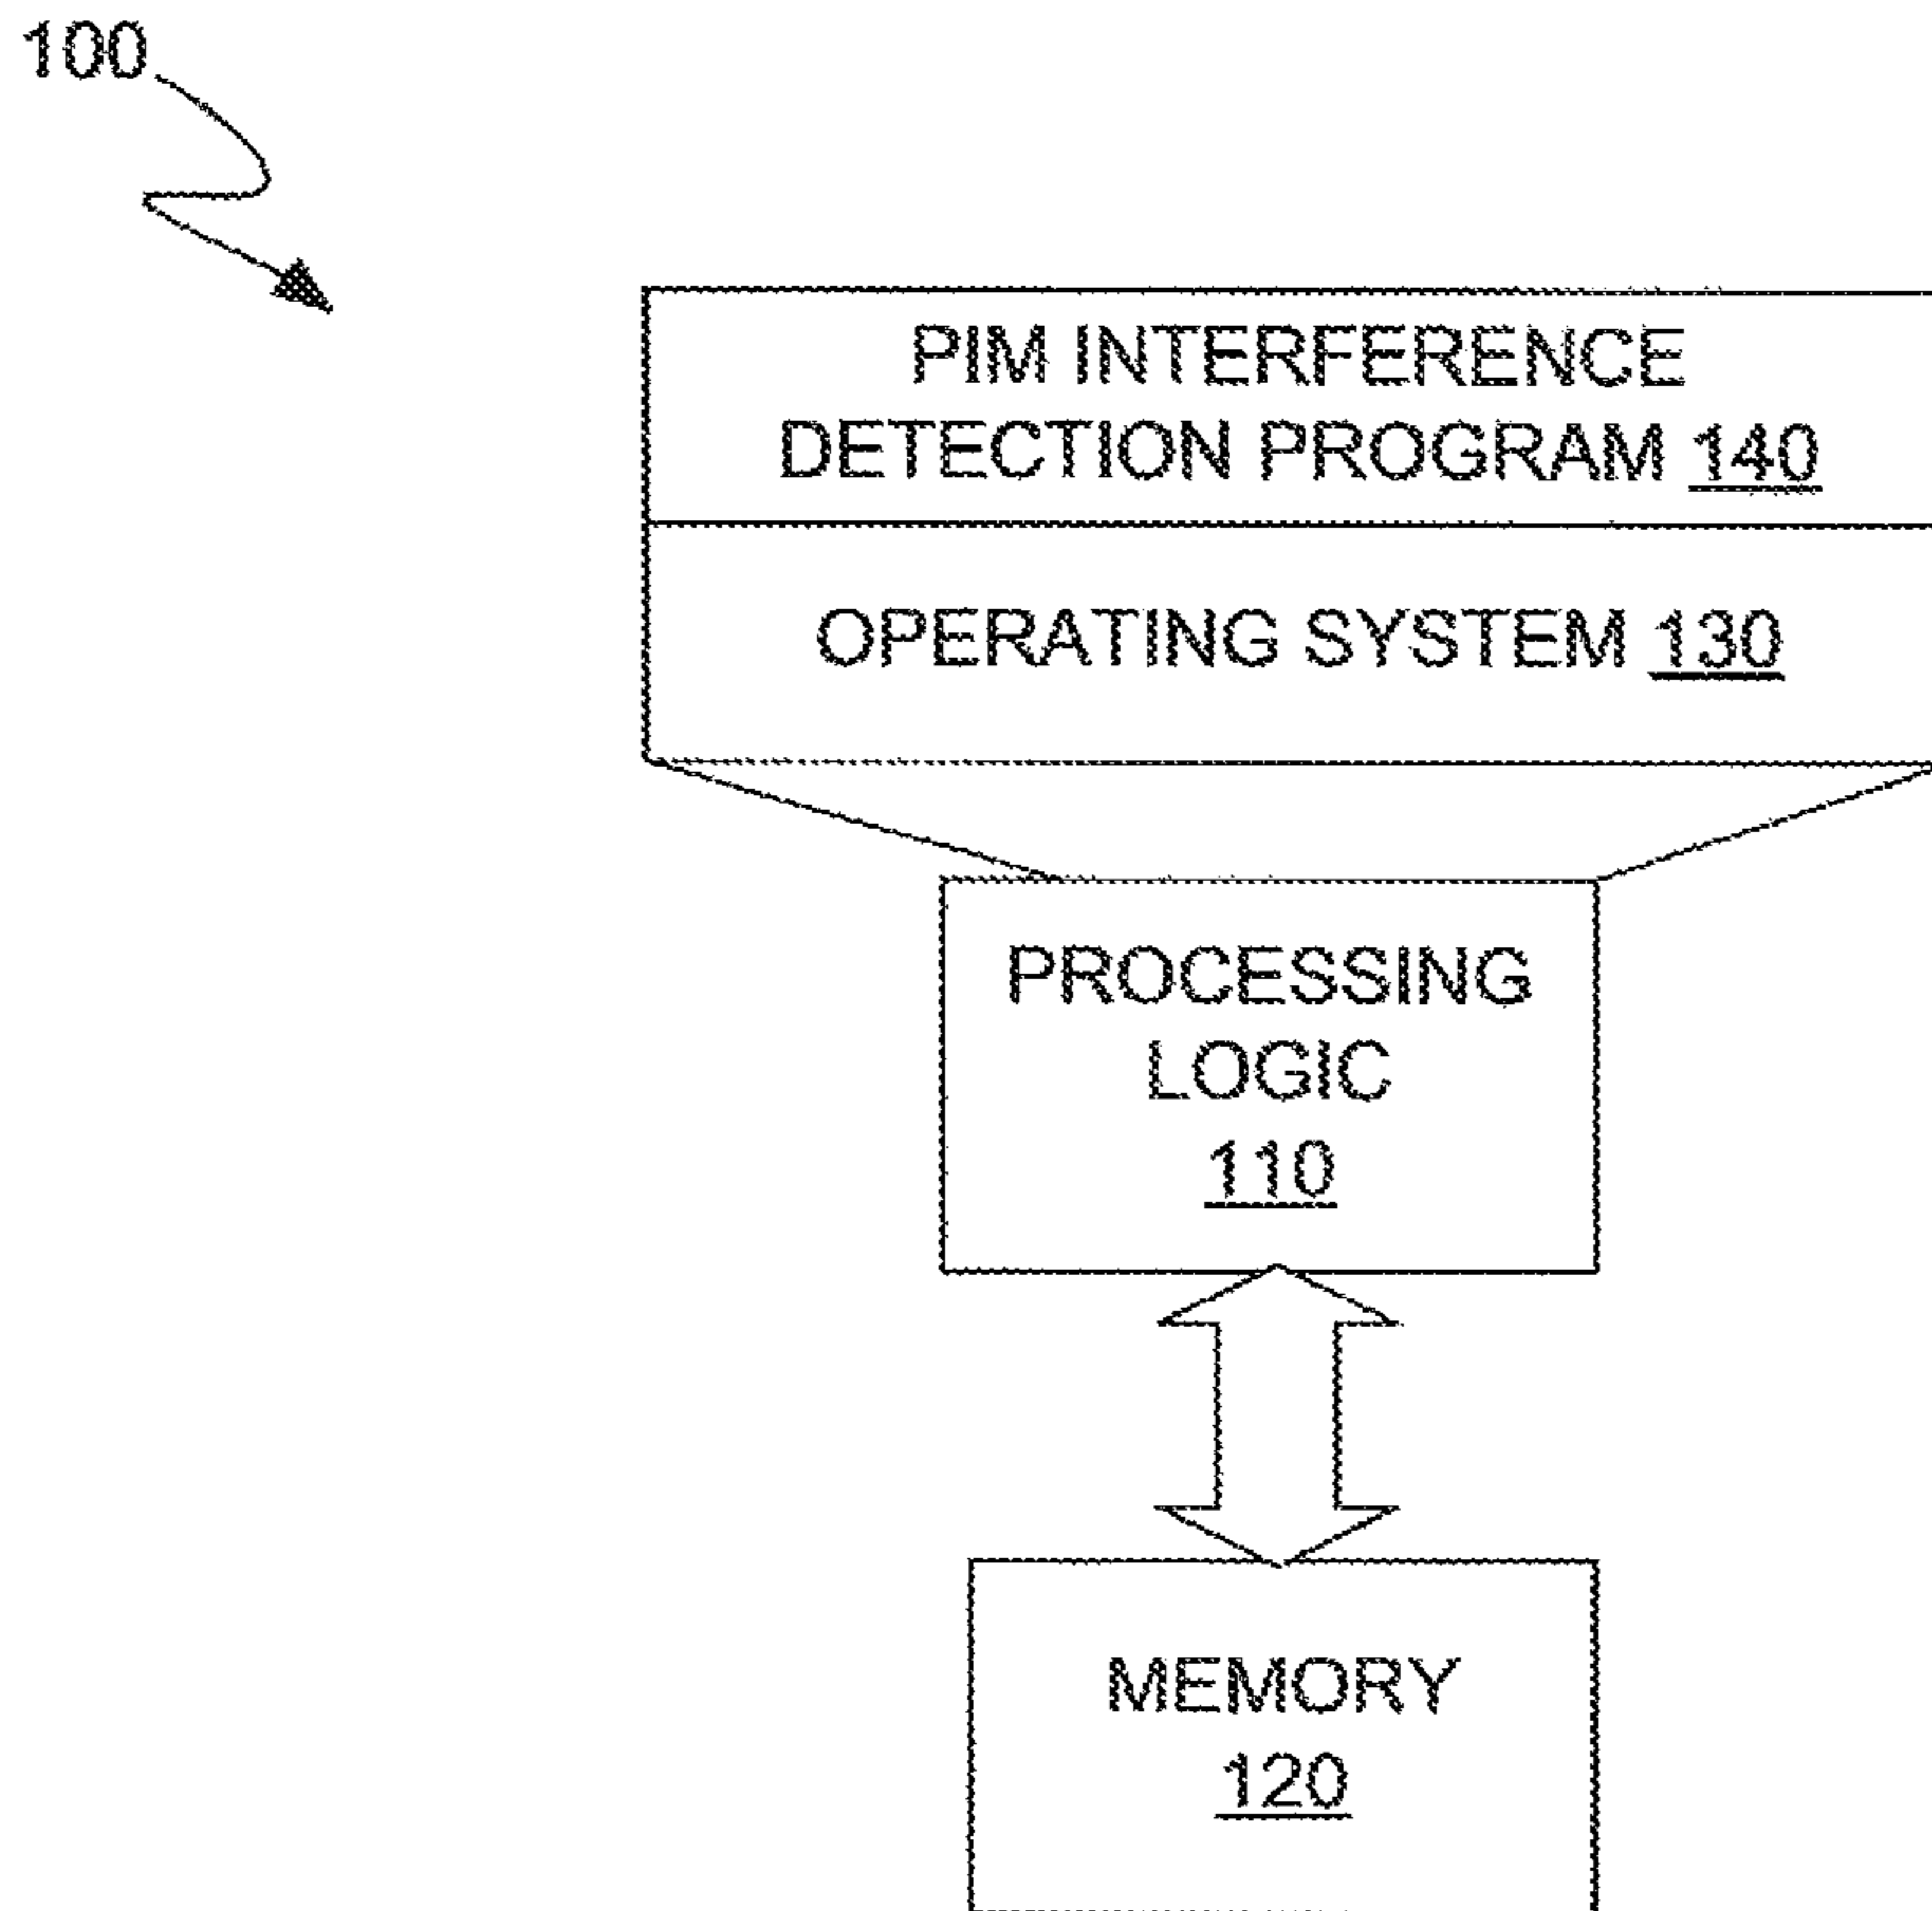 100
PIM INTERFERENCE
DETECTION PROGRAM 140
OPERATING SYSTEM 130
PROCESSING
LOGIC
110
MEMORY
120